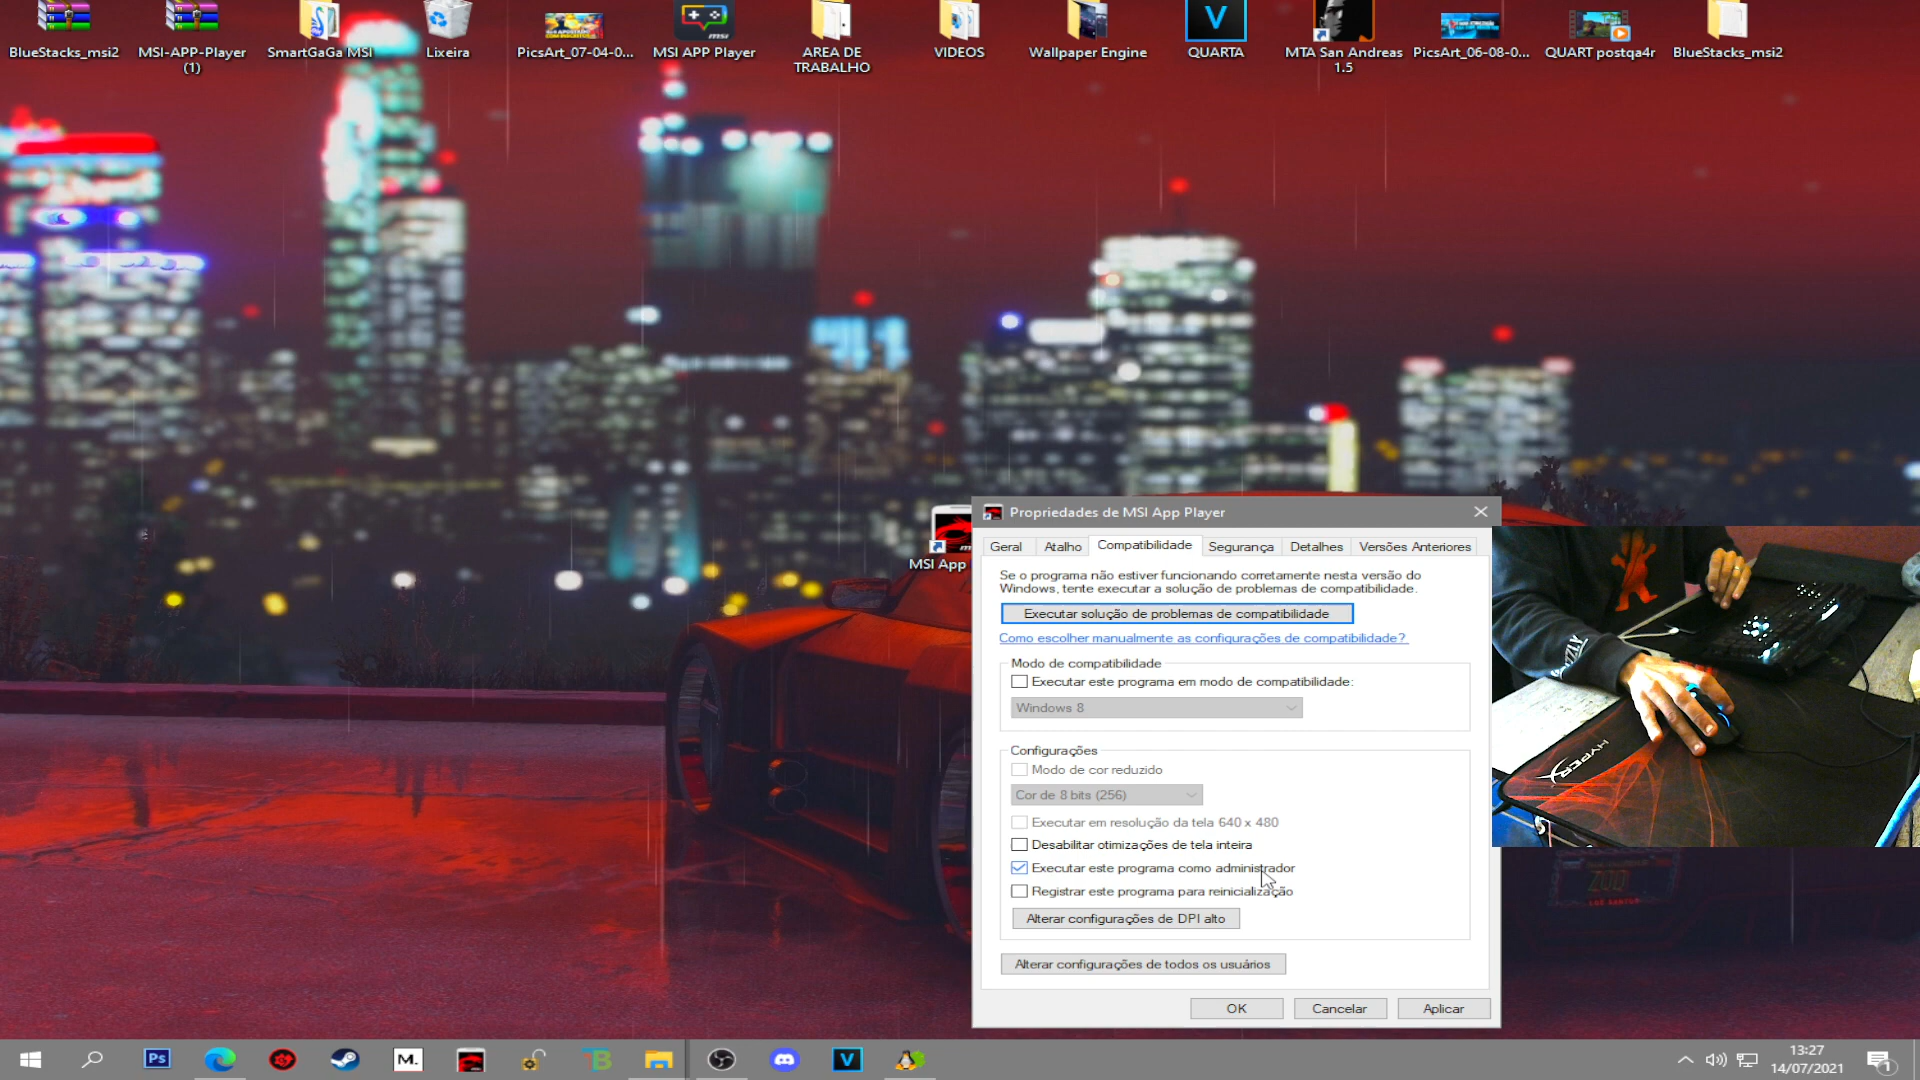 BlueStacks_msi2
MSI-APP-Player
(1)
SmartGaGa MSI
Lixeira
PicsArt_07-04-0...
MSI APP Player
AREA DE
TRABALHO
VIDEOS
Wallpaper Engine
QUARTA
MTA San Andreas
1.5
PicsArt_06-08-0...
QUART postqa4r
BlueStacks_msi2
MSI App
Propriedades de MSI App Player
Geral
Atalho
Compatibilidade
Segurança
Detalhes
Versões Anteriores
Se o programa não estiver funcionando corretamente nesta versão do
Windows, tente executar a solução de problemas de compatibilidade.
Executar solução de problemas de compatibilidade
Como escolher manualmente as configurações de compatibilidade?
Modo de compatibilidade
Executar este programa em modo de compatibilidade:
Windows 8
Configurações
Modo de cor reduzido
Cor de 8 bits (256)
Executar em resolução da tela 640 x 480
Desabilitar otimizações de tela inteira
Executar este programa como administrador
Registrar este programa para reinicialização
Alterar configurações de DPI alto
Alterar configurações de todos os usuários
OK
Cancelar
Aplicar
HYPERX
Ps
M.
TB
V
13:27
14/07/2021
1